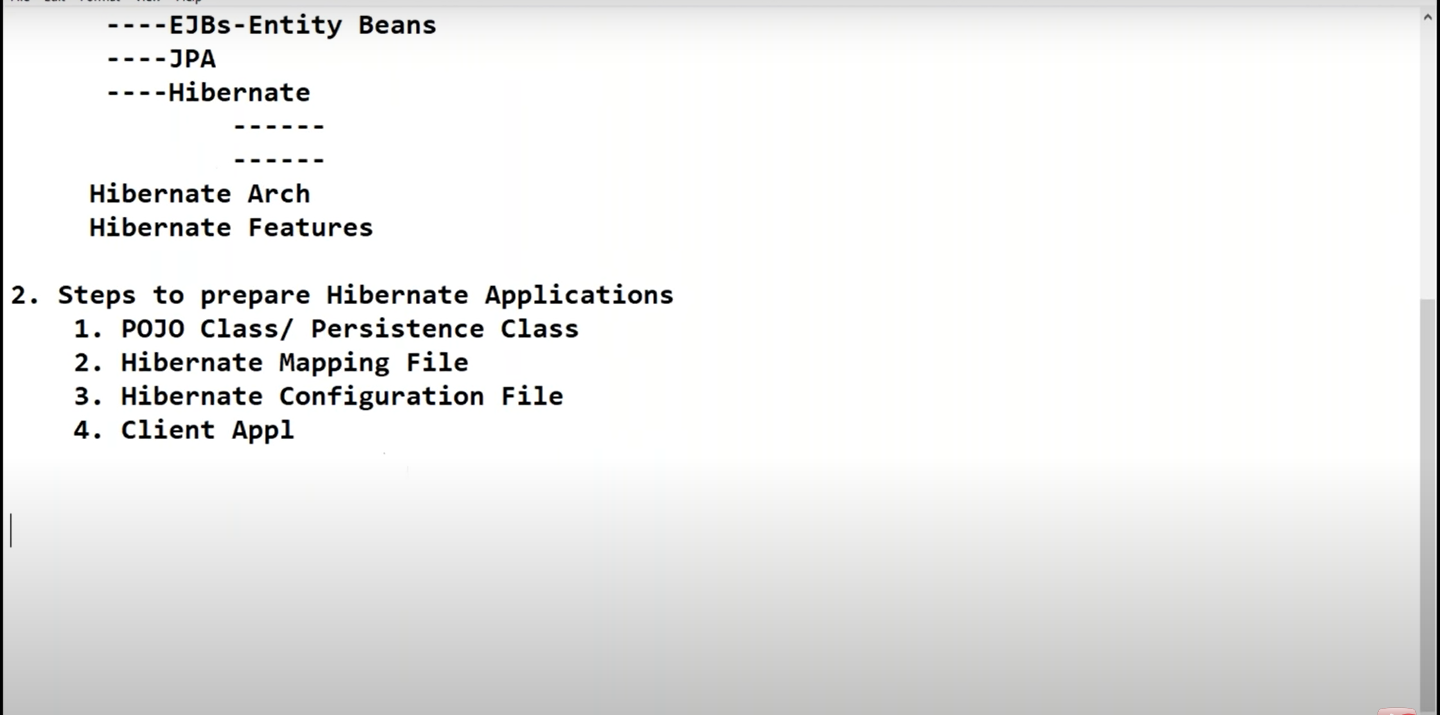 ----EJBs-Entity Beans
----JPA
----Hibernate
------
------
Hibernate Arch
Hibernate Features
2. Steps to prepare Hibernate Applications
1. POJO Class/ Persistence Class
2. Hibernate Mapping File
3. Hibernate Configuration File
4. Client Appl